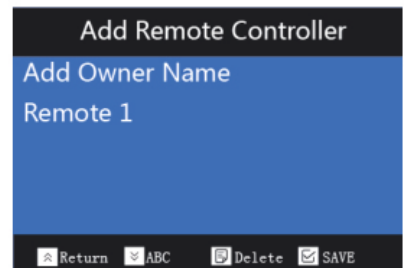 Add Remote Controller
Add Owner Name
Remote 1
Return ABC Delete SAVE